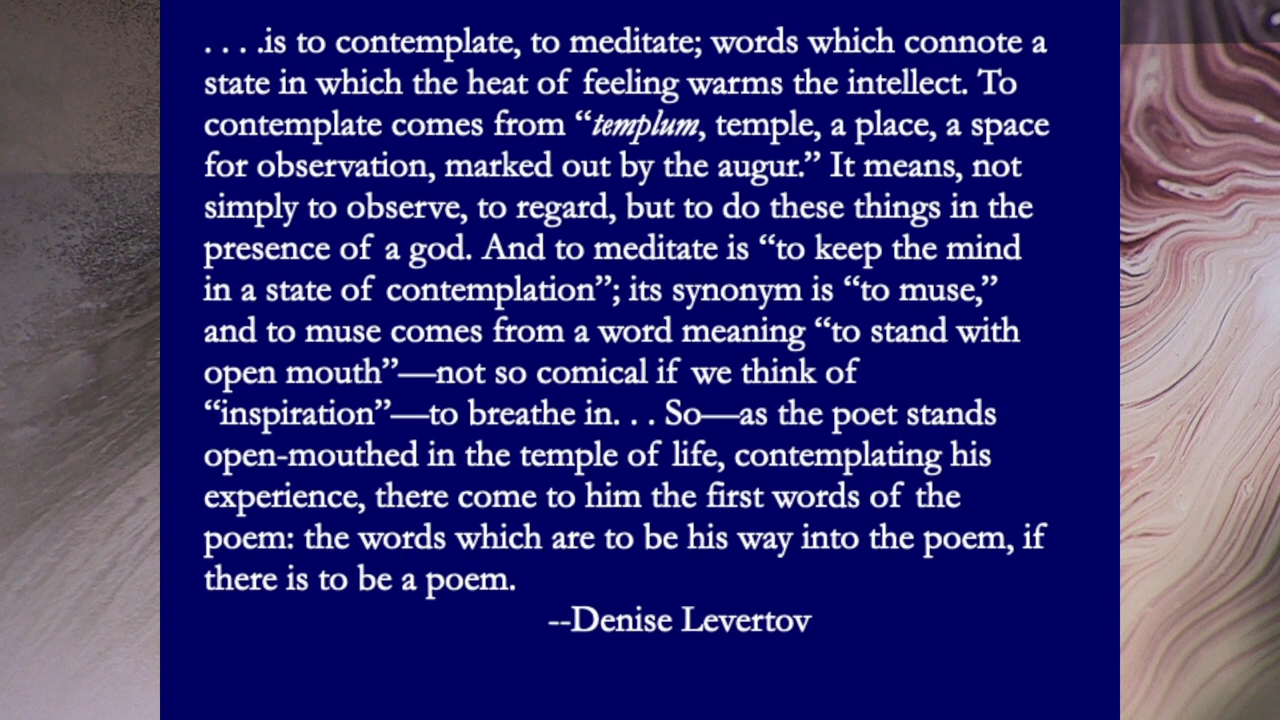 . . . .is to contemplate, to meditate; words which connote a
state in which the heat of feeling warms the intellect. To
contemplate comes from “templum, temple, a place, a space
for observation, marked out by the augur.” It means, not
simply to observe, to regard, but to do these things in the
presence of a god. And to meditate is “to keep the mind
in a state of contemplation”; its synonym is “to muse,”
and to muse comes from a word meaning “to stand with
open mouth”—not so comical if we think of
“inspiration”—to breathe in. . . So—as the poet stands
open-mouthed in the temple of life, contemplating his
experience, there come to him the first words of the
poem: the words which are to be his way into the poem, if
there is to be a poem.
--Denise Levertov